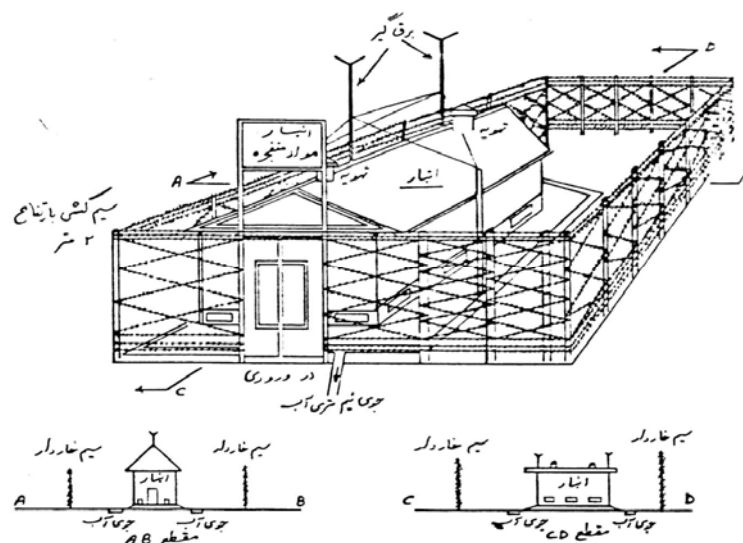 برق گیر
D
انبار
مواد منفجره
تهویه
تهویه
انبار
A
سیم کشی بارتفاع
۲ متر
در ورودی
جوی نیم متری آب
C
سیم خاردار
سیم خاردار
انبار
A
B
جوی آب
جوی آب
مقطع AB
سیم خاردار
سیم خاردار
انبار
C
D
جوی آب
جوی آب
مقطع CD